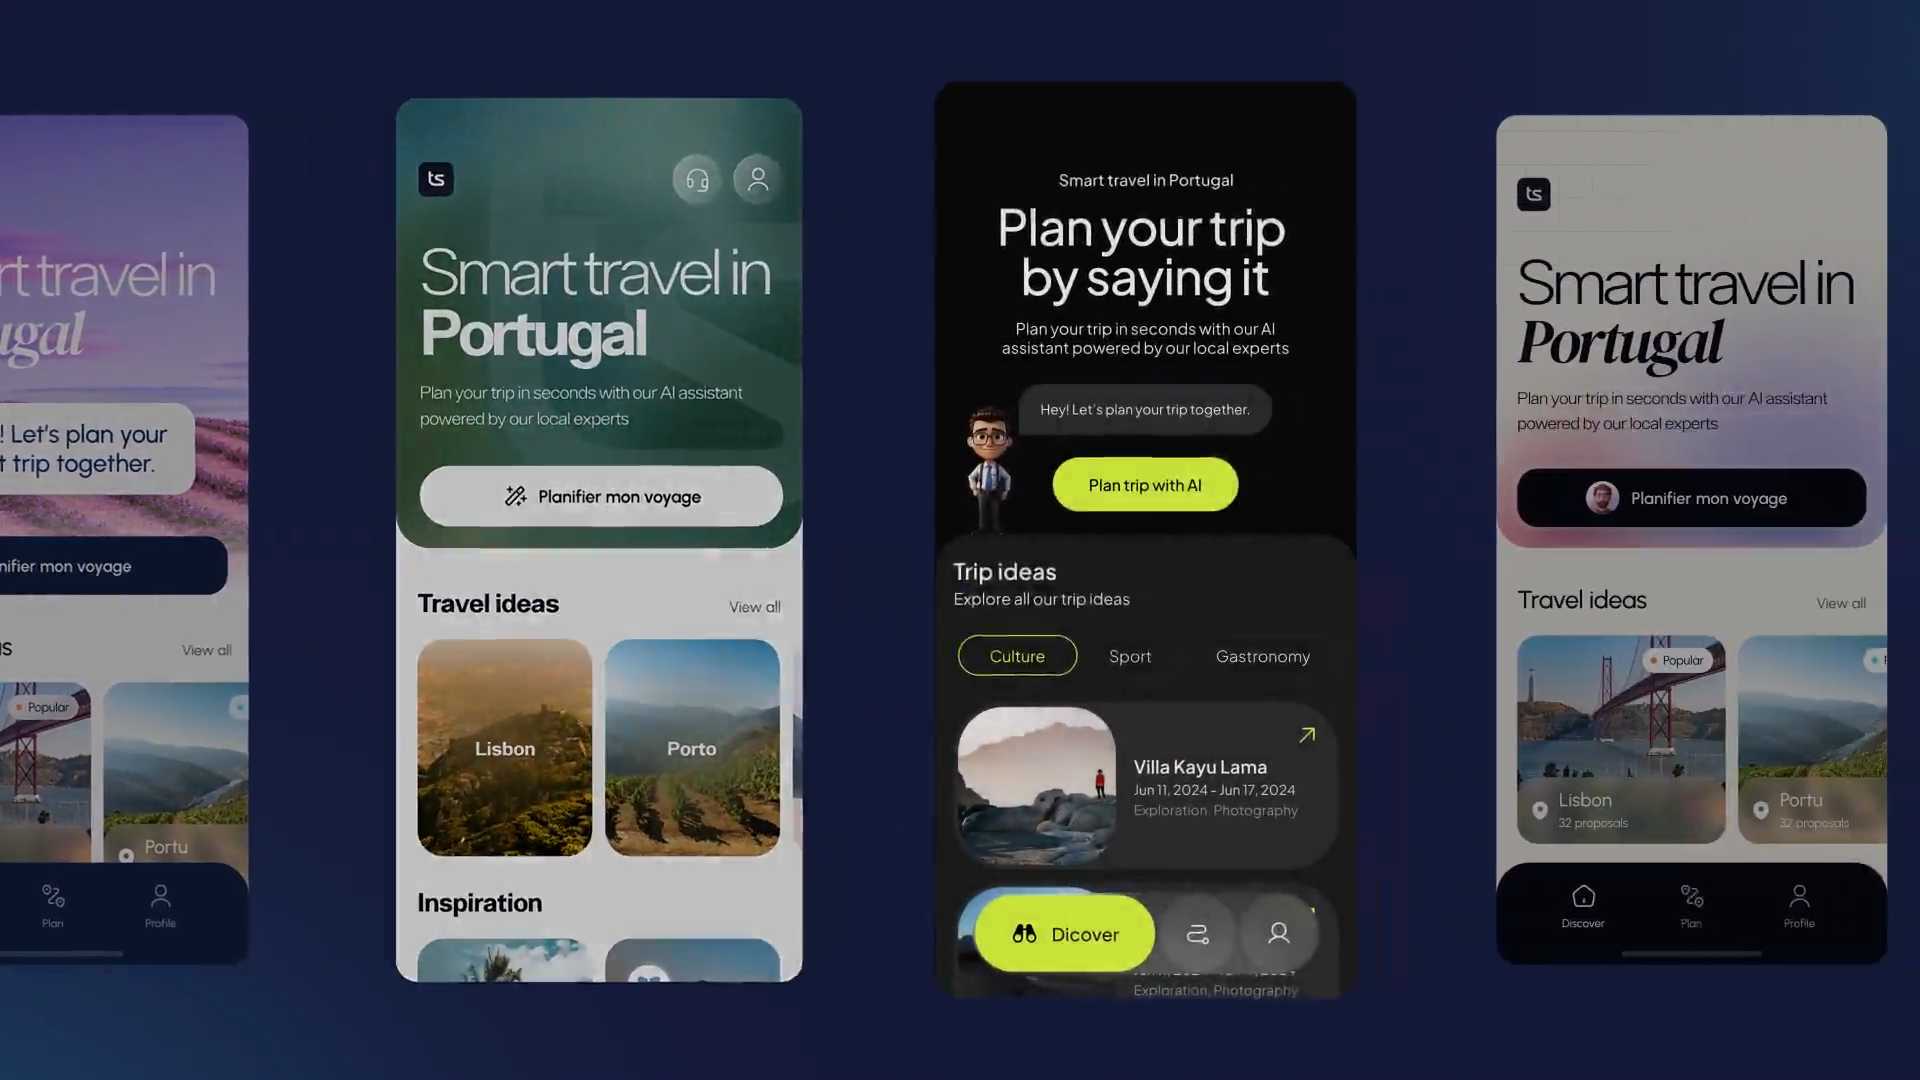 rt travel in
ugal
! Let's plan your
t trip together.
nifier mon voyage
s
View all
Popular
Portu
Plan
Profile
ts
Smart travel in
Portugal
Plan your trip in seconds with our AI assistant
powered by our local experts
Planifier mon voyage
Travel ideas
View all
Lisbon
Porto
Inspiration
Smart travel in Portugal
Plan your trip
by saying it
Plan your trip in seconds with our AI
assistant powered by our local experts
Hey! Let's plan your trip together.
Plan trip with AI
Trip ideas
Explore all our trip ideas
Culture
Sport
Gastronomy
Villa Kayu Lama
Jun 11, 2024 - Jun 17, 2024
Exploration, Photography
Dicover
Exploration, Photography
ts
Smart travel in
Portugal
Plan your trip in seconds with our AI assistant
powered by our local experts
Planifier mon voyage
Travel ideas
View all
Popular
Lisbon
32 proposals
Portu
32 proposals
Discover
Plan
Profile